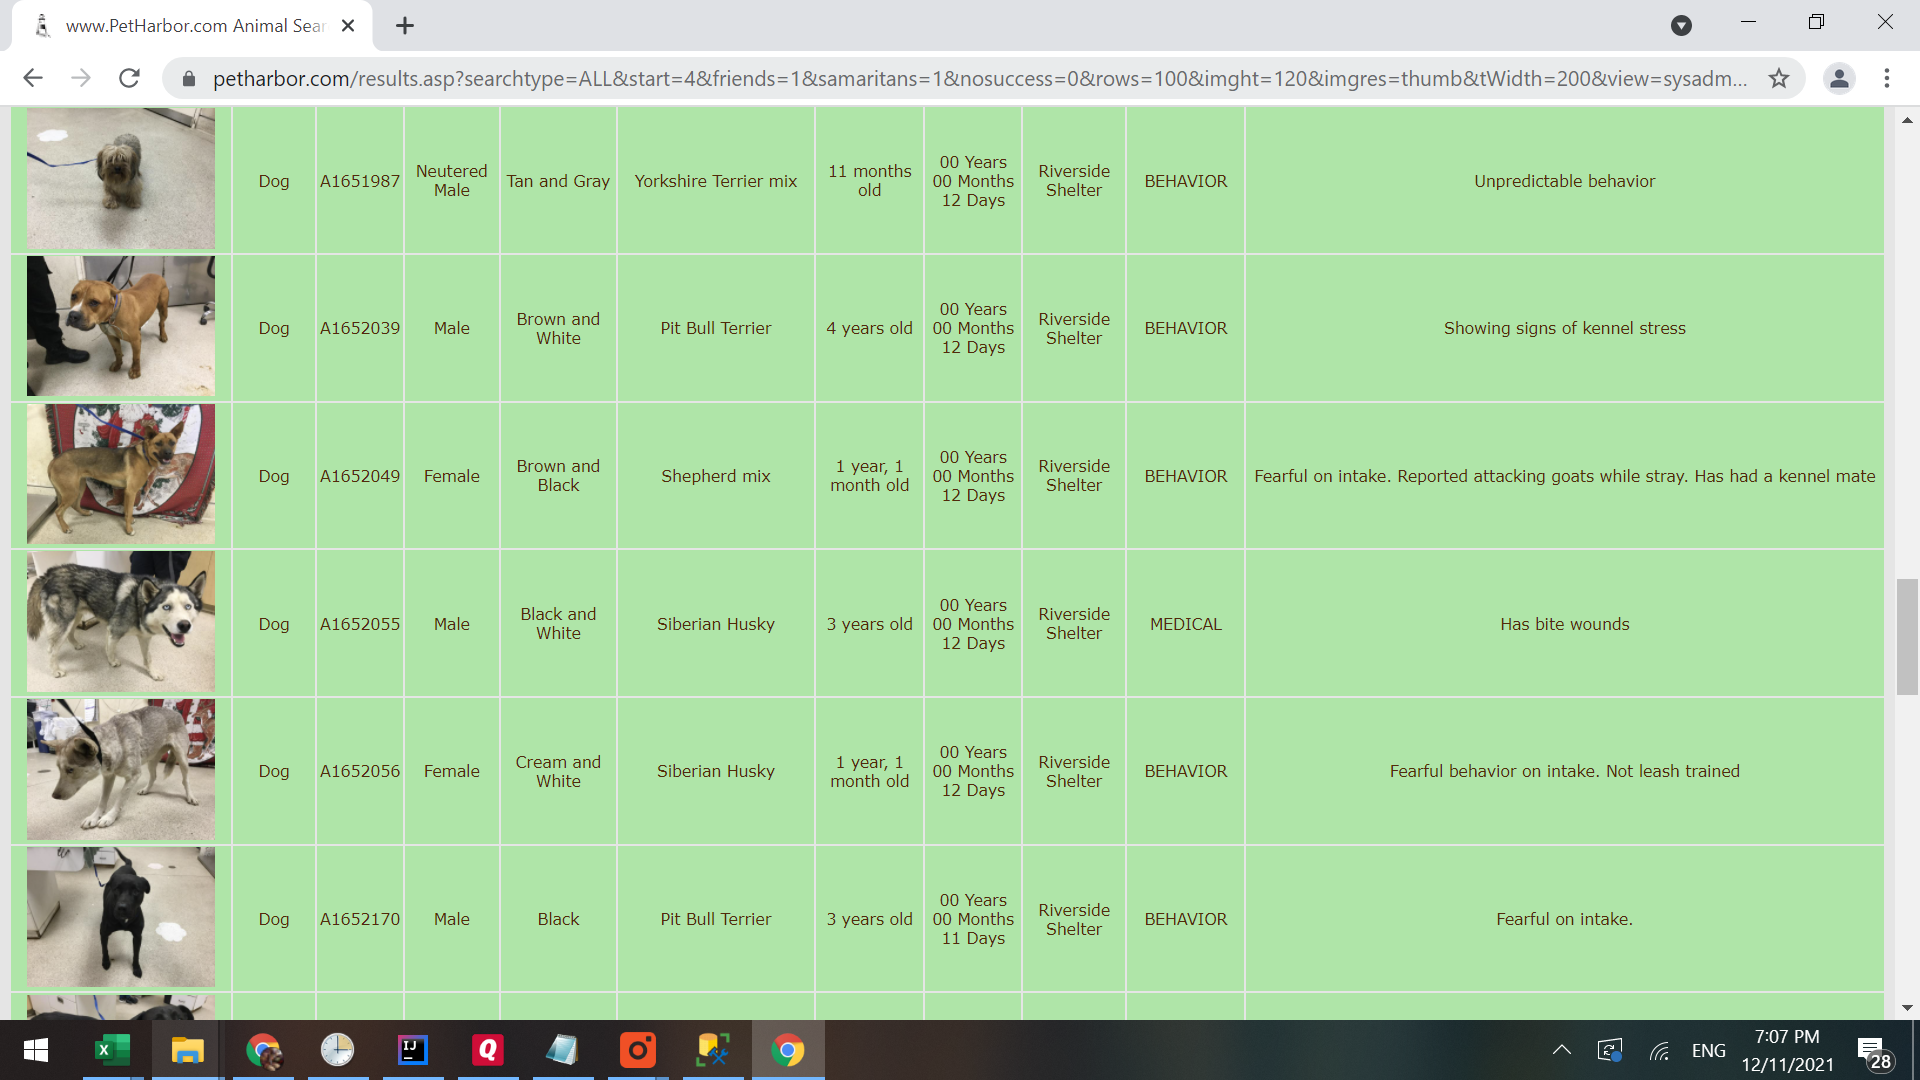 www.PetHarbor.com Animal Sear
petharbor.com/results.asp?searchtype=ALL&start=4&friends=1&samaritans=1&nosuccess=0&rows=100&imght=120&imgres=thumb&tWidth=200&view=sysadm...
Dog A1651987 Neutered Male Tan and Gray Yorkshire Terrier mix 11 months old 00 Years 00 Months 12 Days Riverside Shelter BEHAVIOR Unpredictable behavior
Dog A1652039 Male Brown and White Pit Bull Terrier 4 years old 00 Years 00 Months 12 Days Riverside Shelter BEHAVIOR Showing signs of kennel stress
Dog A1652049 Female Brown and Black Shepherd mix 1 year, 1 month old 00 Years 00 Months 12 Days Riverside Shelter BEHAVIOR Fearful on intake. Reported attacking goats while stray. Has had a kennel mate
Dog A1652055 Male Black and White Siberian Husky 3 years old 00 Years 00 Months 12 Days Riverside Shelter MEDICAL Has bite wounds
Dog A1652056 Female Cream and White Siberian Husky 1 year, 1 month old 00 Years 00 Months 12 Days Riverside Shelter BEHAVIOR Fearful behavior on intake. Not leash trained
Dog A1652170 Male Black Pit Bull Terrier 3 years old 00 Years 00 Months 11 Days Riverside Shelter BEHAVIOR Fearful on intake.
X IJ Q ENG 7:07 PM
12/11/2021 28